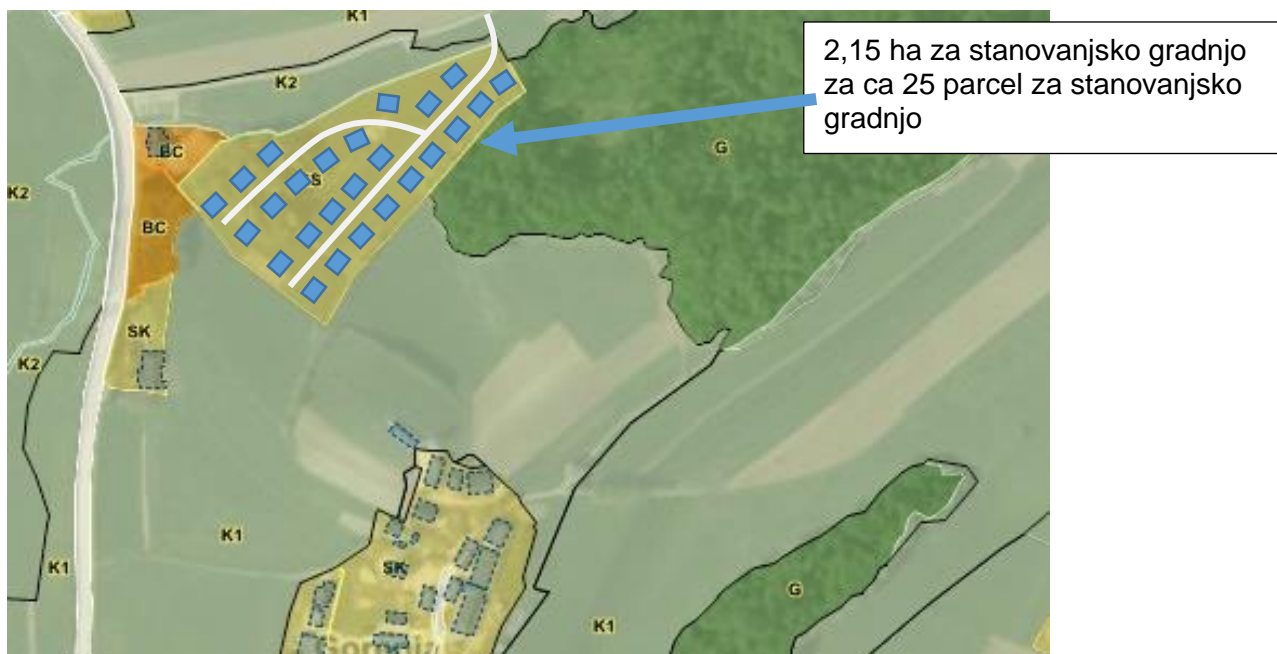 K1
2,15 ha za stanovanjsko gradnjo
za ca 25 parcel za stanovanjsko
gradnjo
K2
BC
G
K2
BC
SK
K2
K1
K1
SK
G
K1